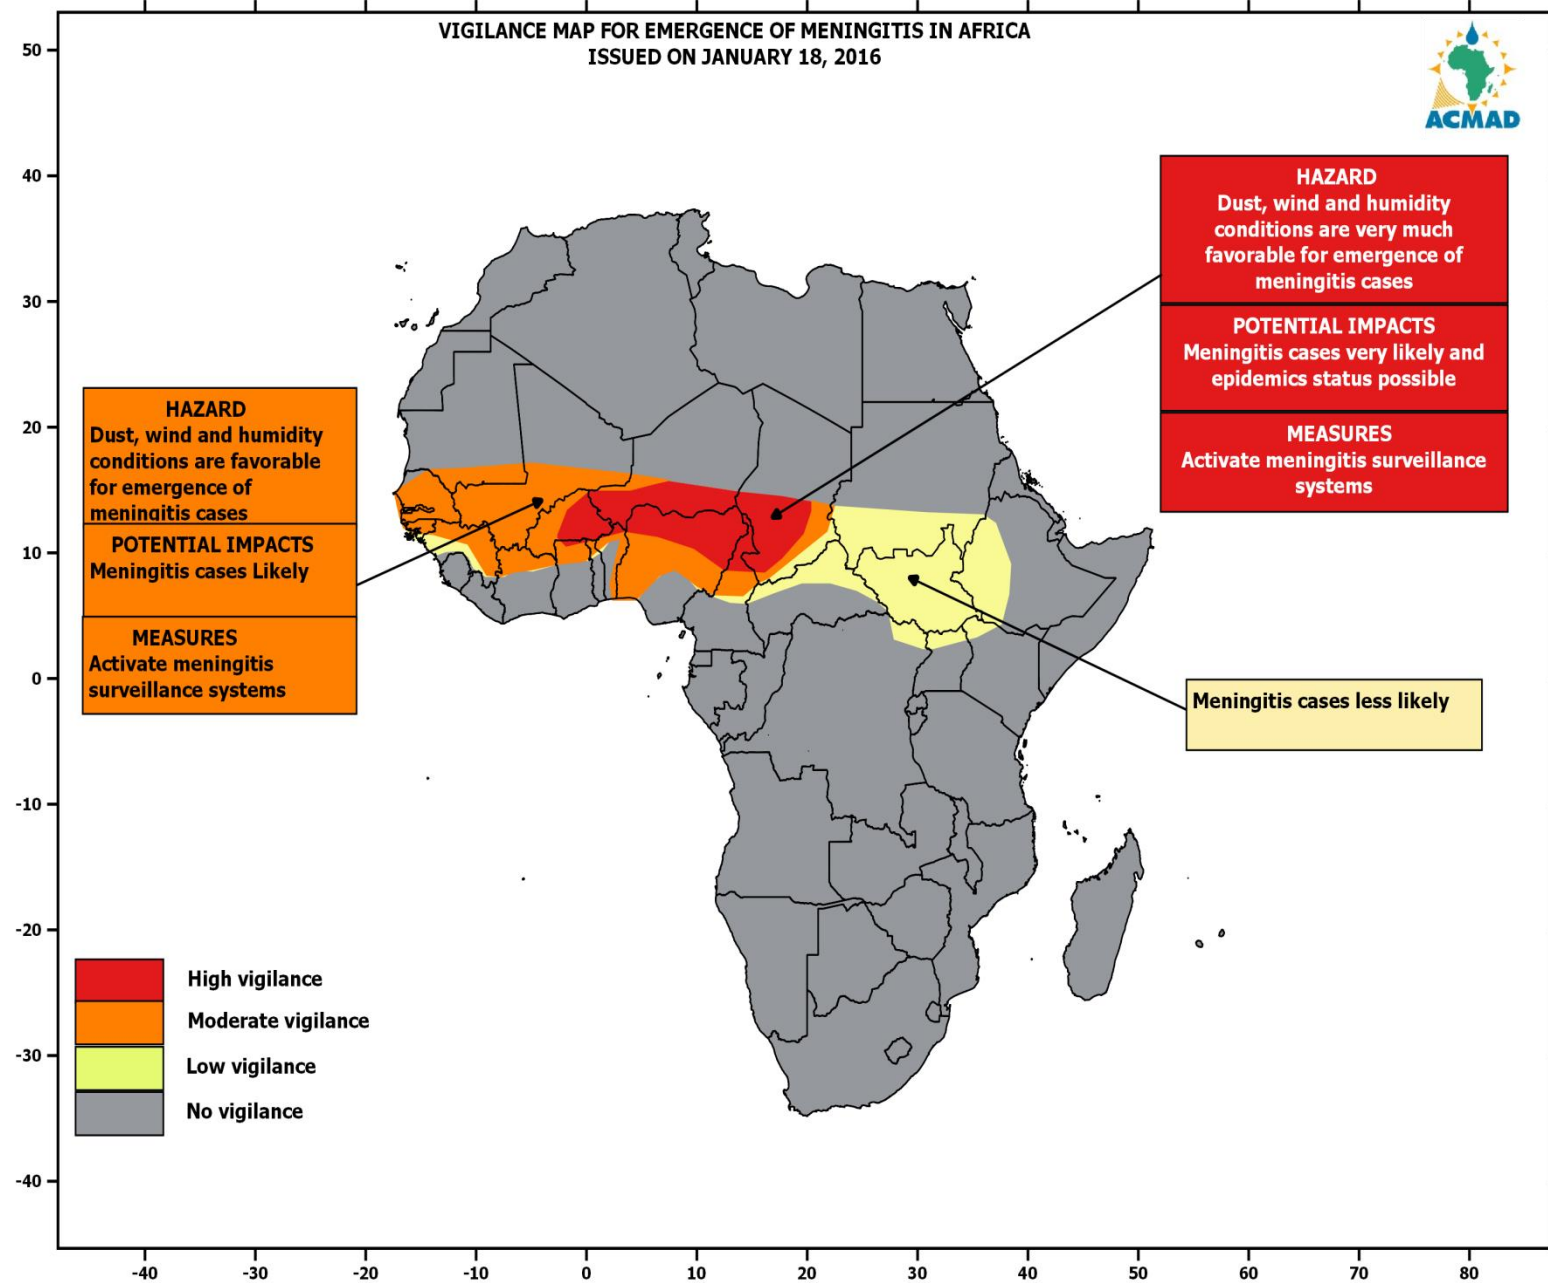 VIGILANCE MAP FOR EMERGENCE OF MENINGITIS IN AFRICA
ISSUED ON JANUARY 18, 2016
ACMAD
HAZARD
Dust, wind and humidity
conditions are very much
favorable for emergence of
meningitis cases
POTENTIAL IMPACTS
Meningitis cases very likely and
epidemics status possible
MEASURES
Activate meningitis surveillance
systems
HAZARD
Dust, wind and humidity
conditions are favorable
for emergence of
meningitis cases
POTENTIAL IMPACTS
Meningitis cases Likely
MEASURES
Activate meningitis
surveillance systems
Meningitis cases less likely
High vigilance
Moderate vigilance
Low vigilance
No vigilance
50
40
30
20
10
0
-10
-20
-30
-40
-40 -30 -20 -10 0 10 20 30 40 50 60 70 80